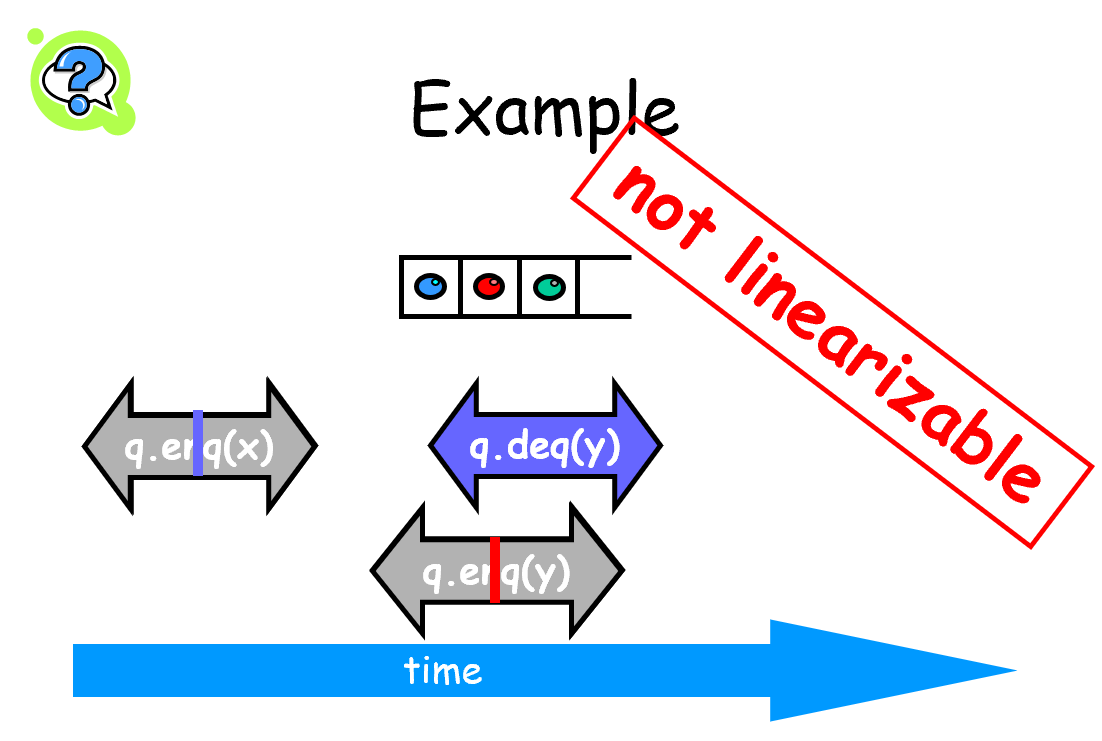 ?
Example
not linearizable
q.enq(x)
q.deq(y)
q.enq(y)
time